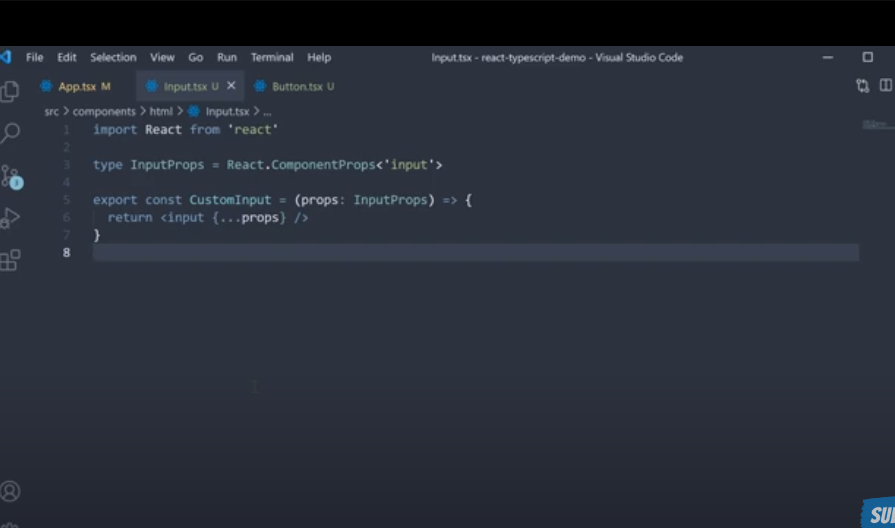 File Edit Selection View Go Run Terminal Help Input.tsx - react-typescript-demo - Visual Studio Code
App.tsx M Input.tsx U Button.tsx U
src > components > html > Input.tsx > ...
1 import React from 'react'
2
3 type InputProps = React.ComponentProps<'input'>
4
5 export const CustomInput = (props: InputProps) => {
6 return <input {...props} />
7 }
8
3